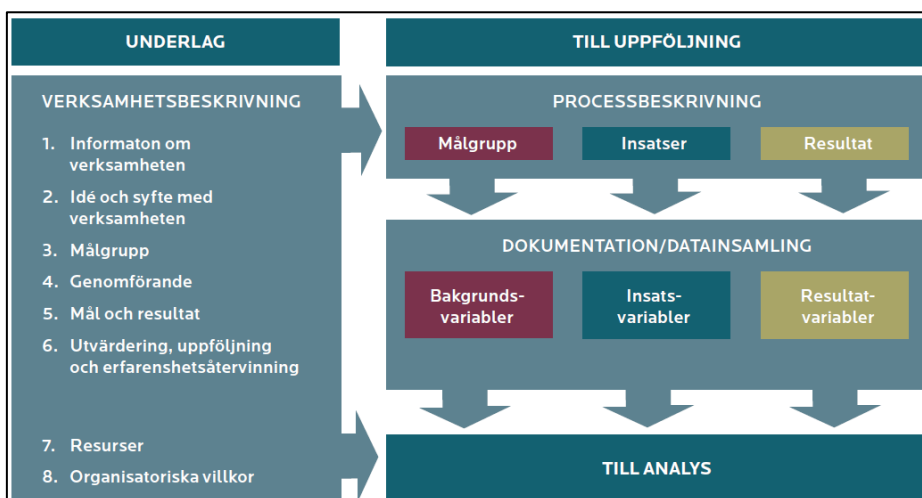 UNDERLAG
VERKSAMHETSBESKRIVNING
1. Informaton om
verksamheten
2. Idé och syfte med
verksamheten
3. Målgrupp
4. Genomförande
5. Mål och resultat
6. Utvärdering, uppföljning
och erfarenshetsåtervinning
7. Resurser
8. Organisatoriska villkor
TILL UPPFÖLJNING
PROCESSBESKRIVNING
Målgrupp
Insatser
Resultat
DOKUMENTATION/DATAINSAMLING
Bakgrunds-
variabler
Insats-
variabler
Resultat-
variabler
TILL ANALYS